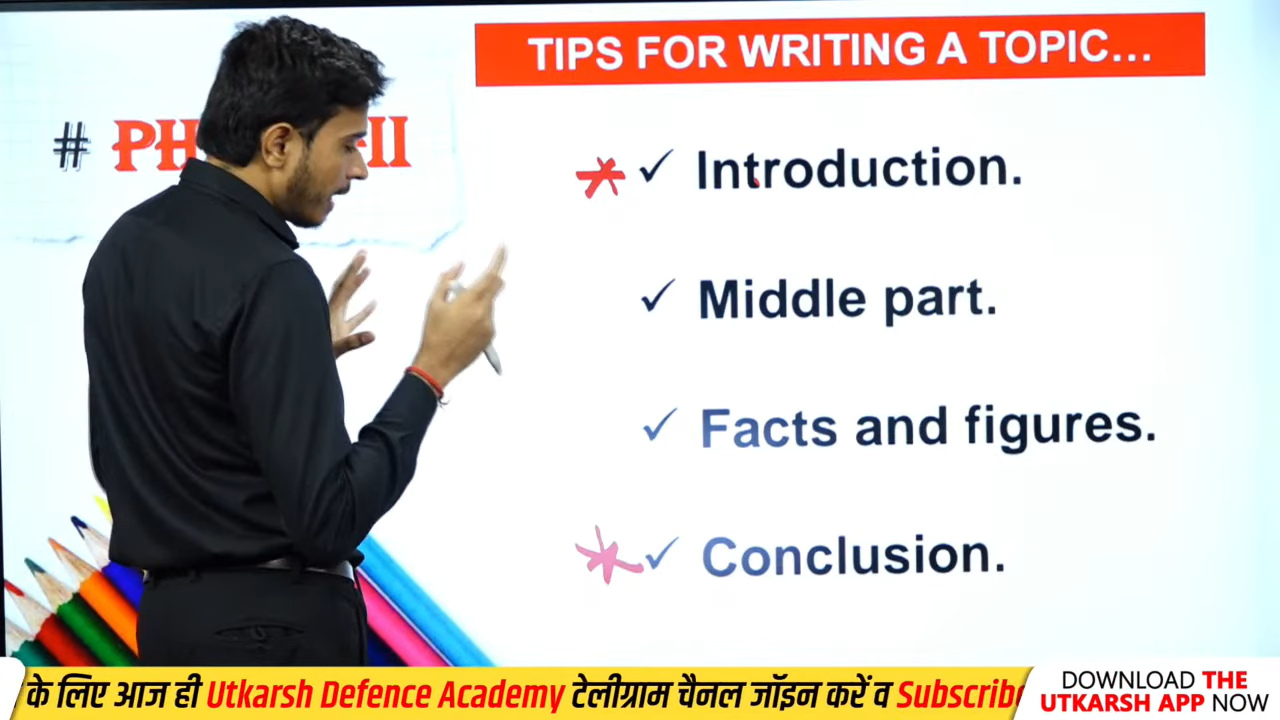 TIPS FOR WRITING A TOPIC...
#
✓ Introduction.
✓ Middle part.
✓ Facts and figures.
✓ Conclusion.
के लिए आज ही Utkarsh Defence Academy टेलीग्राम चैनल जॉइन करें व Subscribe
DOWNLOAD THE
UTKARSH APP NOW